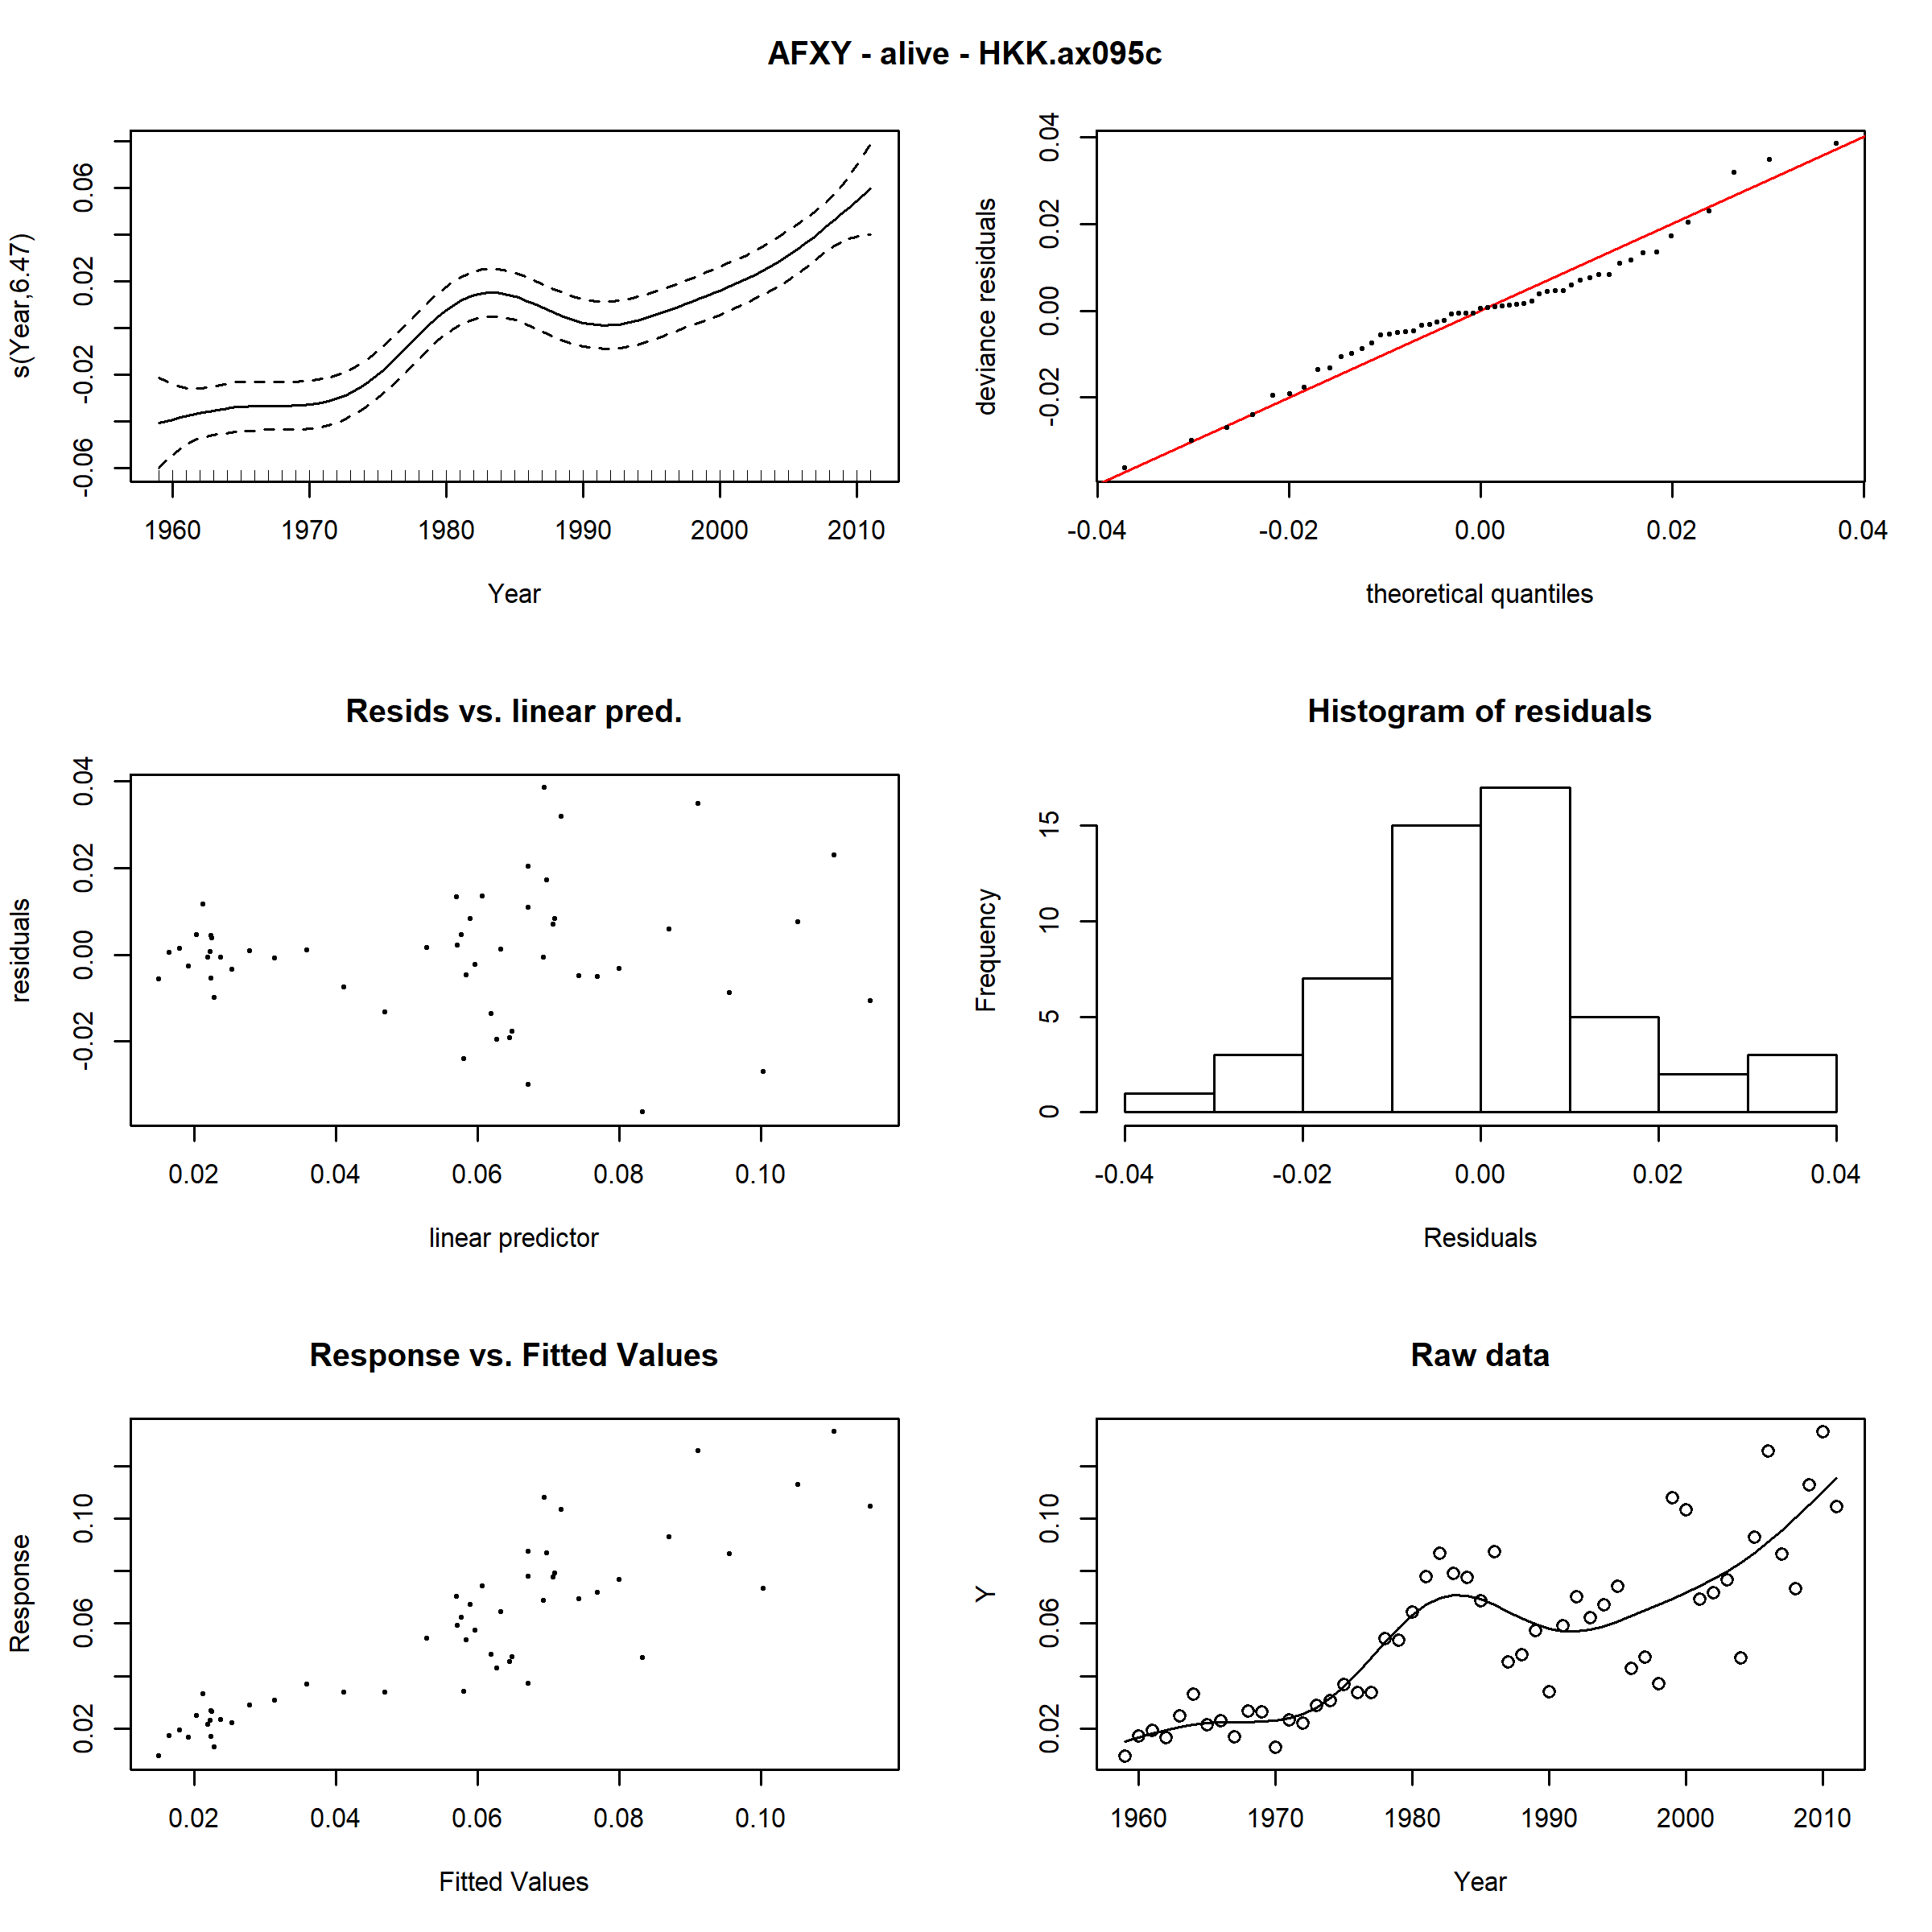 AFXY - alive - HKK.ax095c
s(Year,6.47)
-0.06 -0.02 0.02 0.06
1960 1970 1980 1990 2000 2010
Year
deviance residuals
-0.02 0.00 0.02 0.04
-0.04 -0.02 0.00 0.02 0.04
theoretical quantiles
Resids vs. linear pred.
residuals
-0.02 0.00 0.02 0.04
0.02 0.04 0.06 0.08 0.10
linear predictor
Histogram of residuals
Frequency
0 5 10 15
-0.04 -0.02 0.00 0.02 0.04
Residuals
Response vs. Fitted Values
Response
0.02 0.06 0.10
0.02 0.04 0.06 0.08 0.10
Fitted Values
Raw data
Y
0.02 0.06 0.10
1960 1970 1980 1990 2000 2010
Year